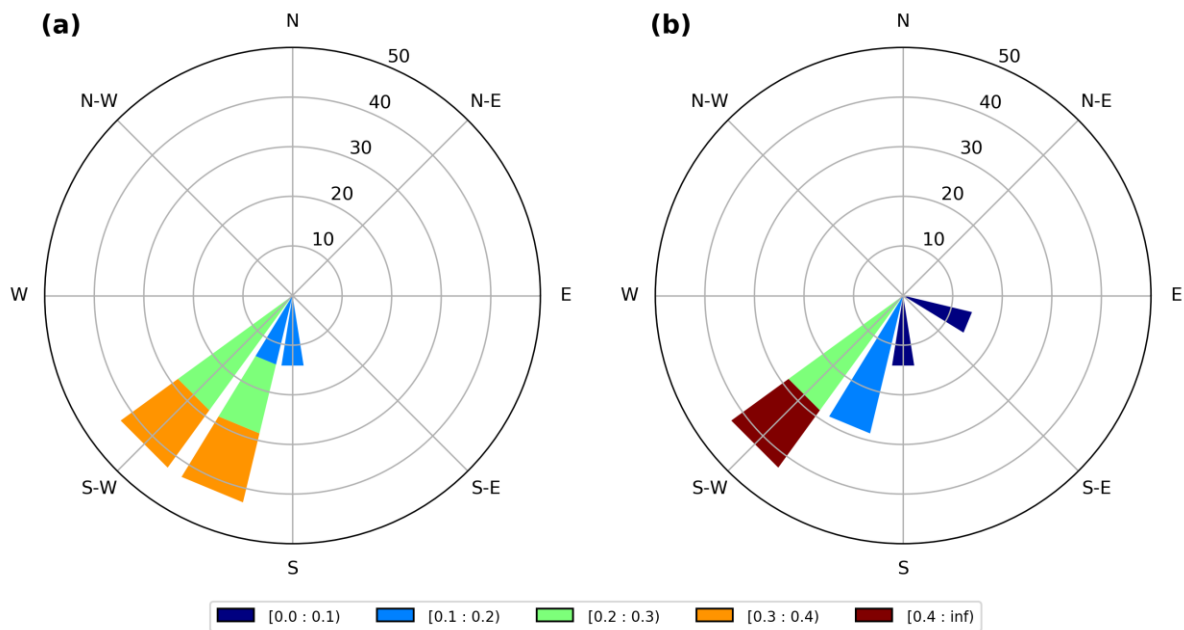 (a)
N
50
N-W
N-E
40
30
20
10
W
E
S-W
S-E
S
(b)
N
50
N-W
N-E
40
30
20
10
W
E
S-W
S-E
S
[0.0 : 0.1) [0.1 : 0.2) [0.2 : 0.3) [0.3 : 0.4) [0.4 : inf)